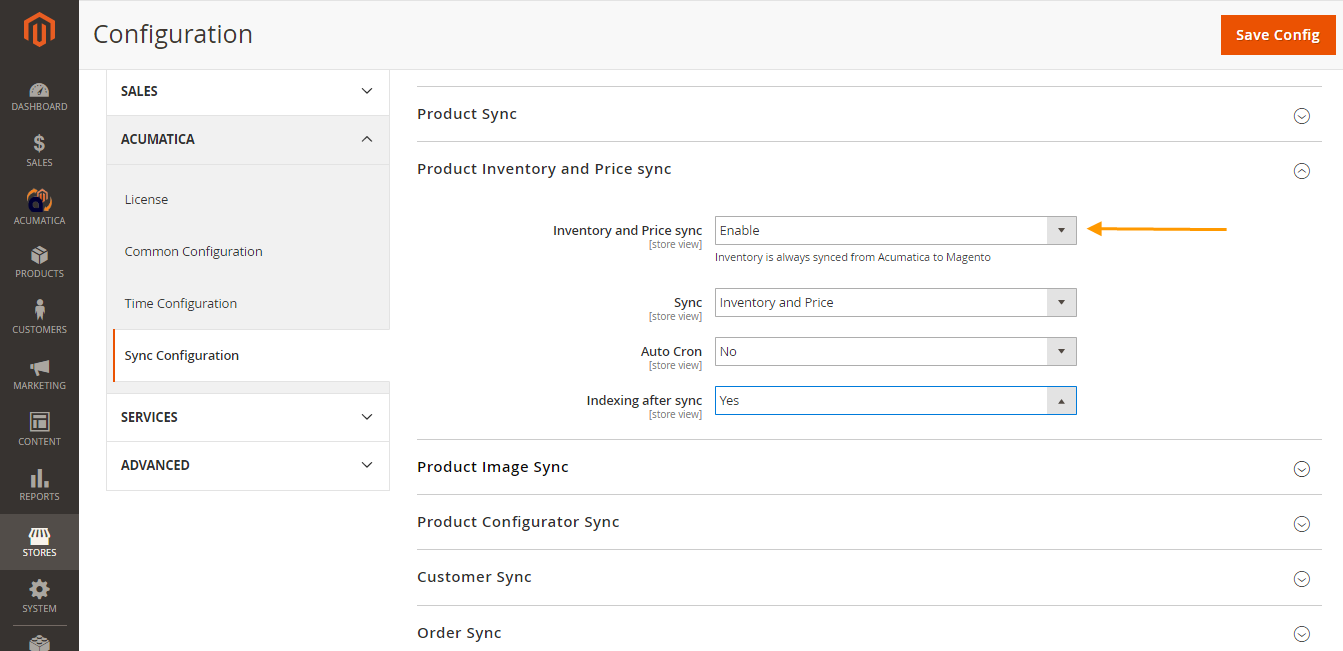 Configuration
Save Config
DASHBOARD
SALES
ACUMATICA
PRODUCTS
CUSTOMERS
MARKETING
CONTENT
REPORTS
STORES
SYSTEM
SALES
ACUMATICA
License
Common Configuration
Time Configuration
Sync Configuration
SERVICES
ADVANCED
Product Sync
Product Inventory and Price sync
Inventory and Price sync Enable
[store view]
Inventory is always synced from Acumatica to Magento
Sync Inventory and Price
[store view]
Auto Cron No
[store view]
Indexing after sync Yes
[store view]
Product Image Sync
Product Configurator Sync
Customer Sync
Order Sync